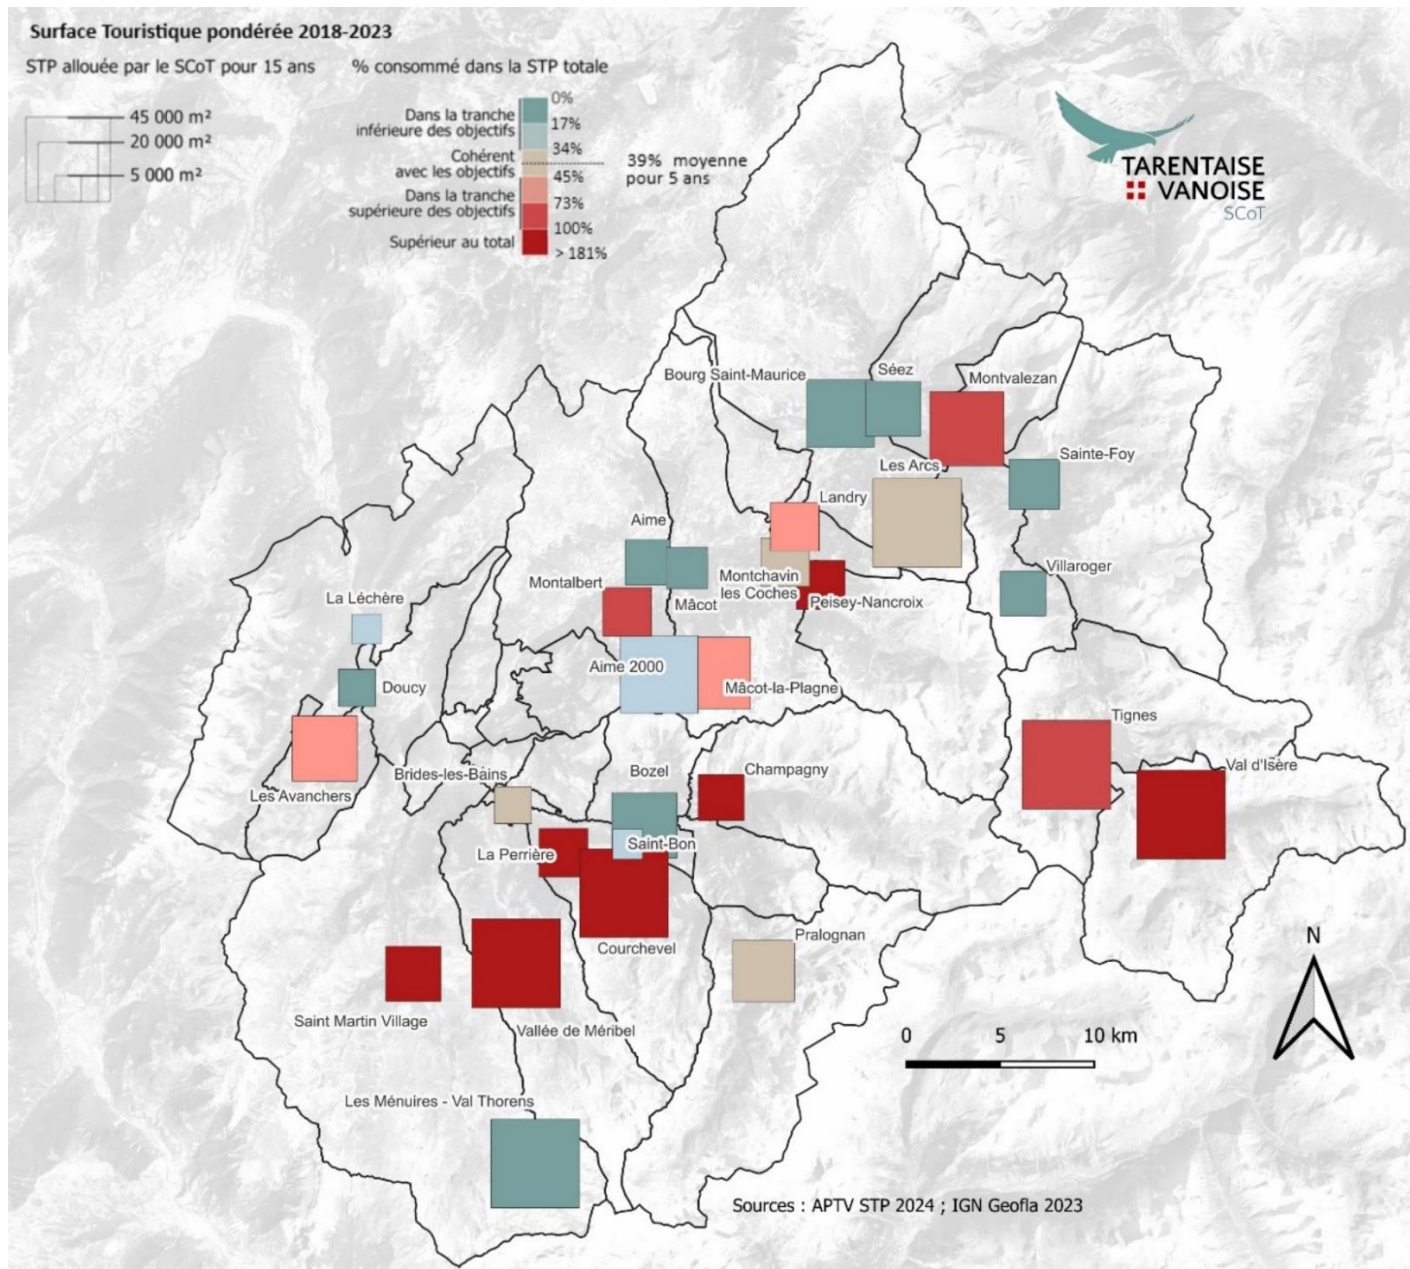 Surface Touristique pondérée 2018-2023
STP allouée par le SCoT pour 15 ans
45 000 m²
20 000 m²
5 000 m²
% consommé dans la STP totale
Dans la tranche
inférieure des objectifs
Cohérent
avec les objectifs
Dans la tranche
supérieure des objectifs
Supérieur au total
0%
17%
34%
45%
73%
100%
> 181%
39% moyenne
pour 5 ans
TARENTAISE
VANOISE
SCoT
Bourg Saint-Maurice
Séez
Montvalezan
Sainte-Foy
Les Arcs
Landry
Aime
Villaroger
Montchavin
les Coches
Montalbert
Mâcot
Peisey-Nancroix
La Léchère
Aime 2000
Doucy
Mâcot-la-Plagne
Tignes
Val d'Isère
Brides-les-Bains
Bozel
Champagny
Les Avanchers
La Perrière
Saint-Bon
Courchevel
Pralognan
Saint Martin Village
Vallée de Méribel
Les Ménuires - Val Thorens
N
0 5 10 km
Sources : APTV STP 2024 ; IGN Geofla 2023